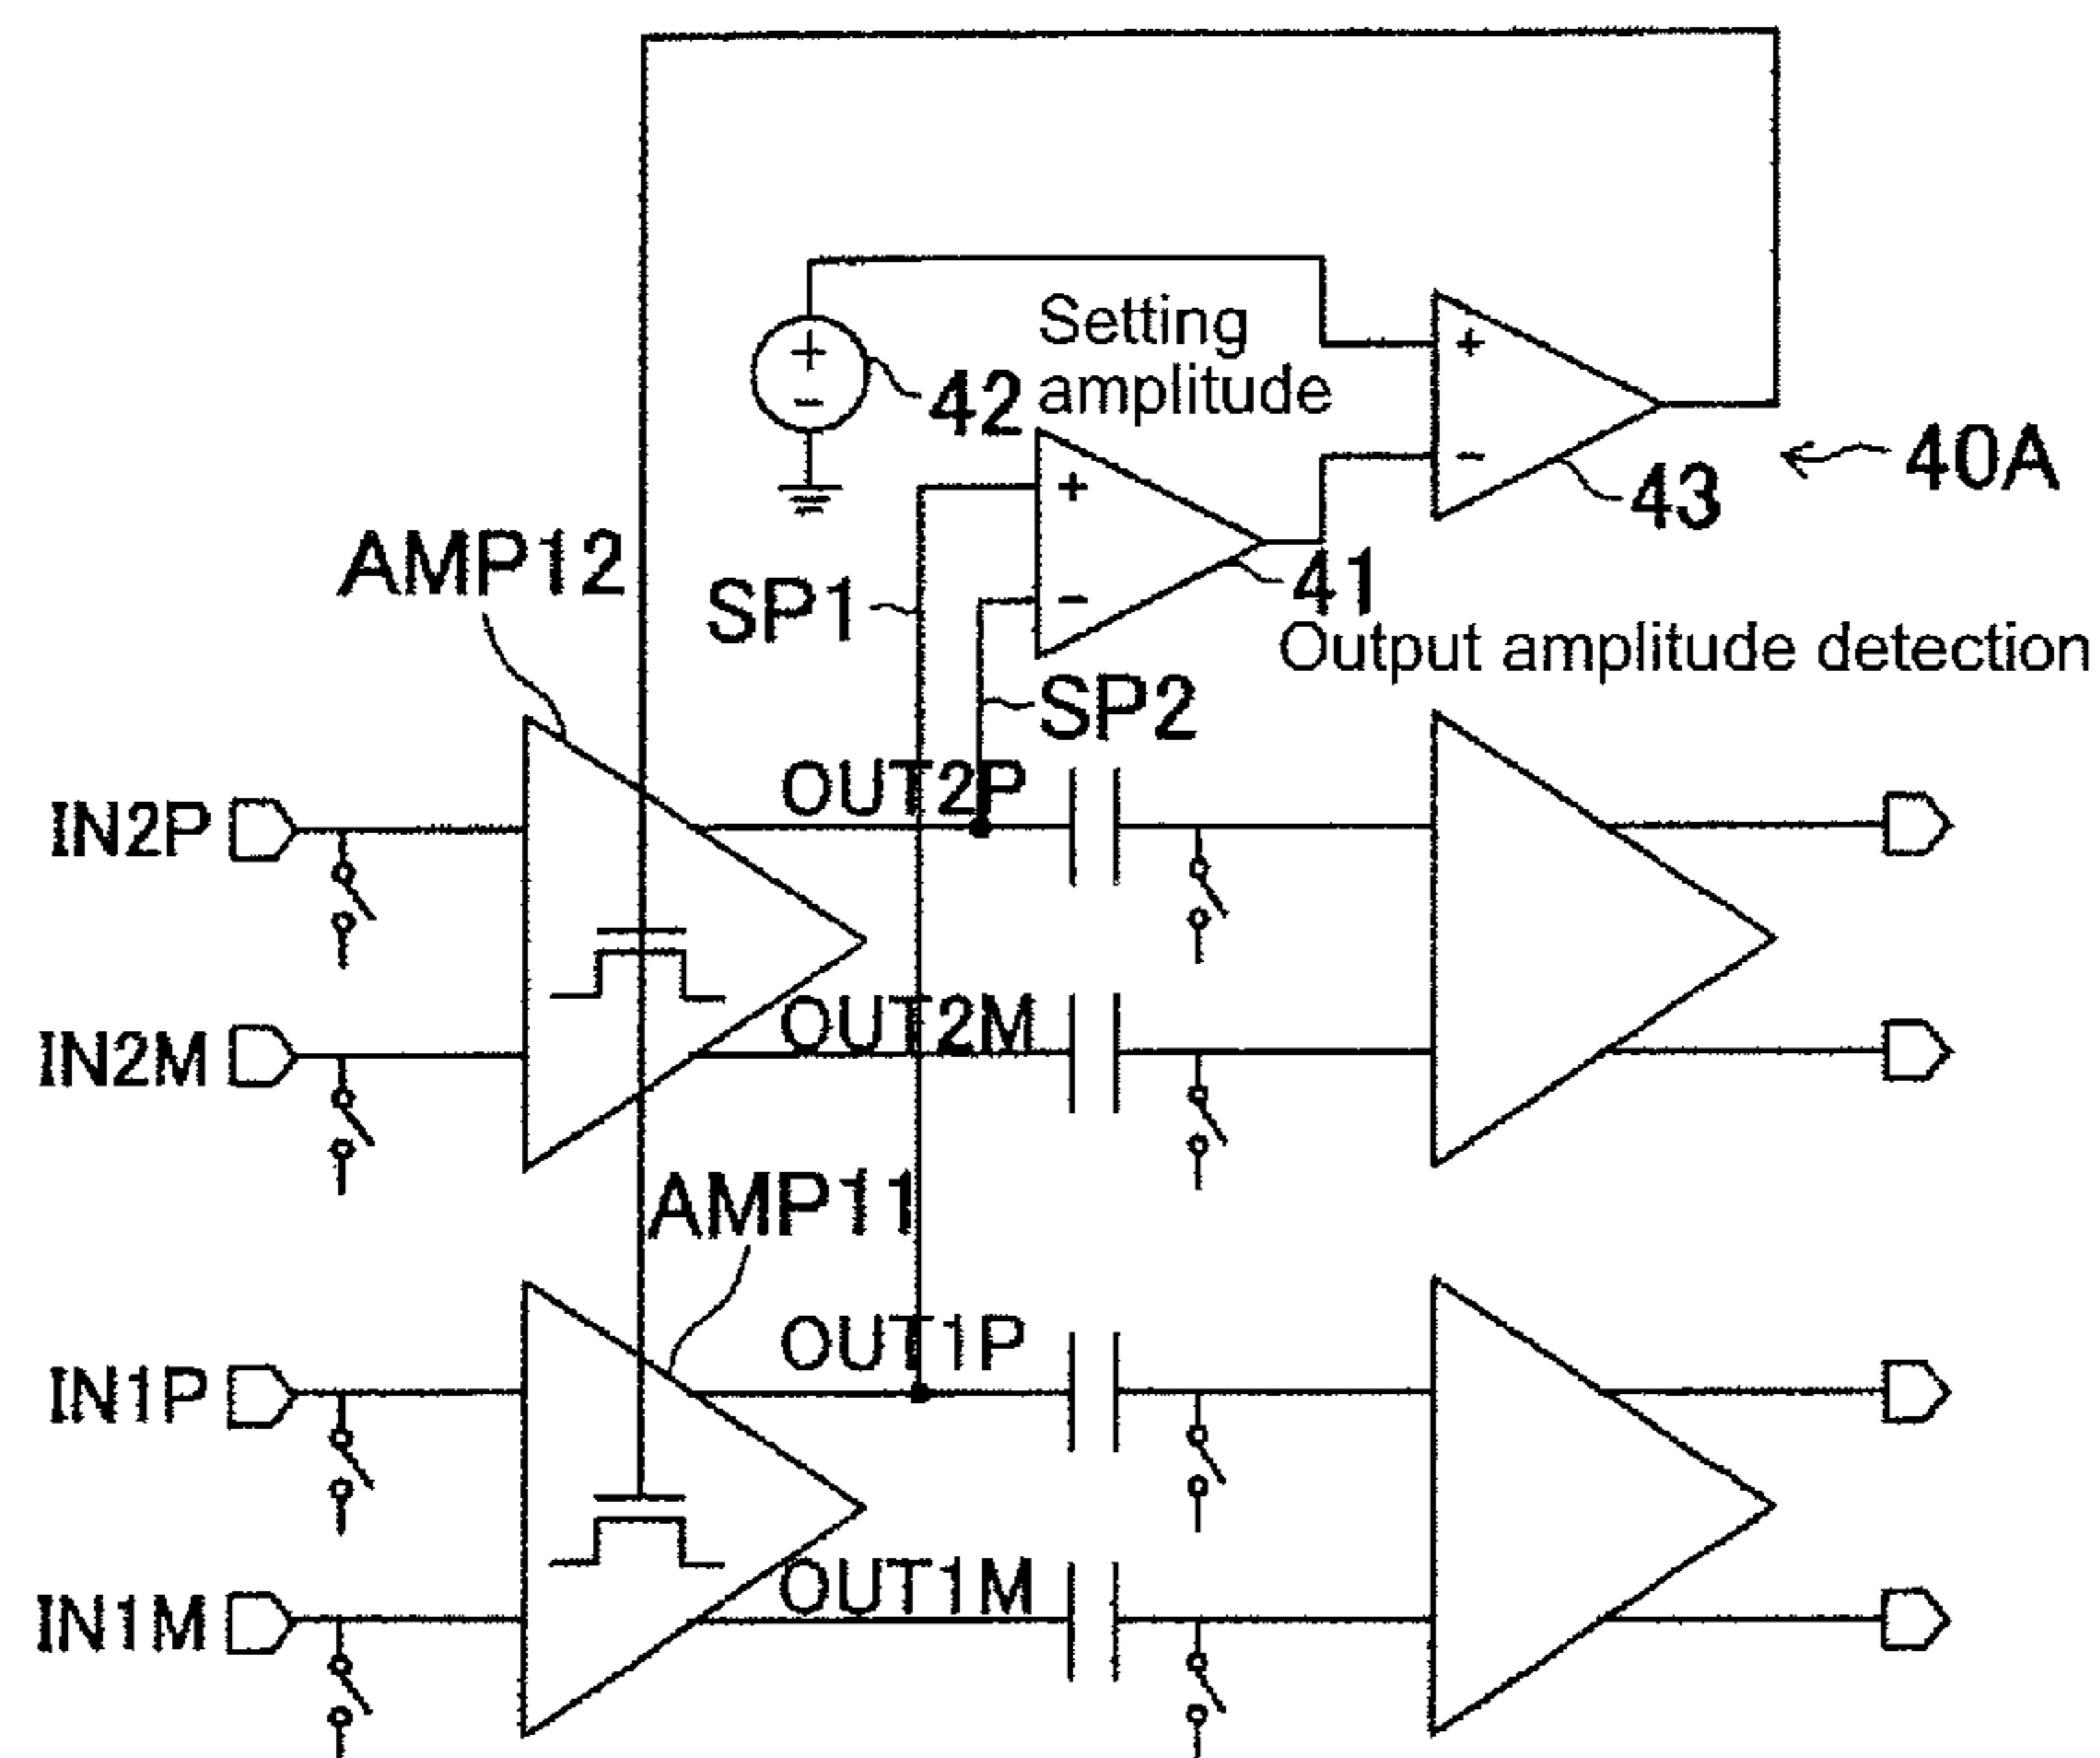 Setting
amplitude
42
+
-
+
-
43
40A
AMP12
SP1
+
-
41
Output amplitude detection
SP2
OUT2P
IN2P
OUT2M
IN2M
AMP11
OUT1P
IN1P
OUT1M
IN1M